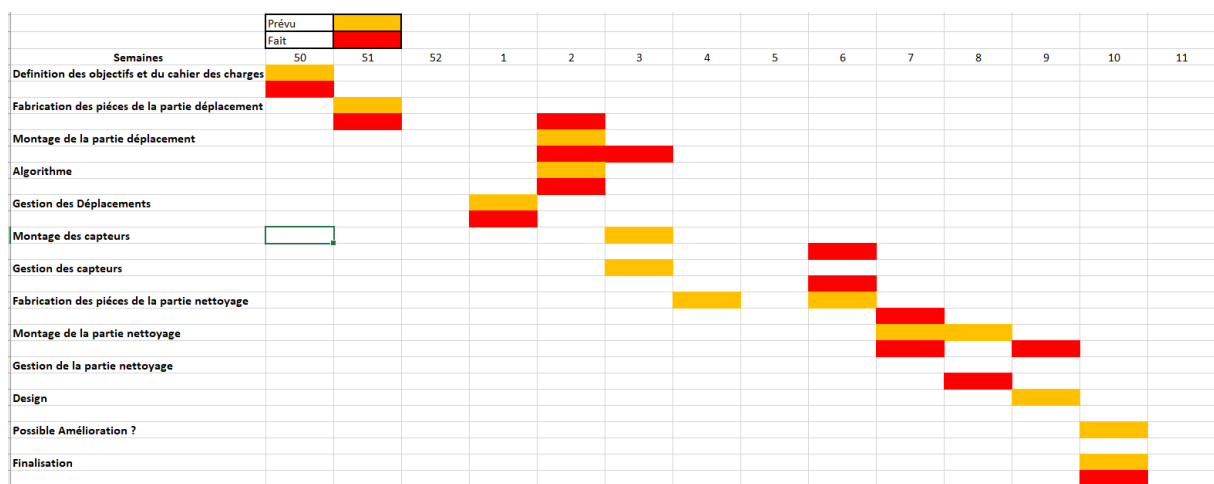 Prévu
Fait
Semaines 50 51 52 1 2 3 4 5 6 7 8 9 10 11
Definition des objectifs et du cahier des charges
Fabrication des piéces de la partie déplacement
Montage de la partie déplacement
Algorithme
Gestion des Déplacements
Montage des capteurs
Gestion des capteurs
Fabrication des piéces de la partie nettoyage
Montage de la partie nettoyage
Gestion de la partie nettoyage
Design
Possible Amélioration ?
Finalisation